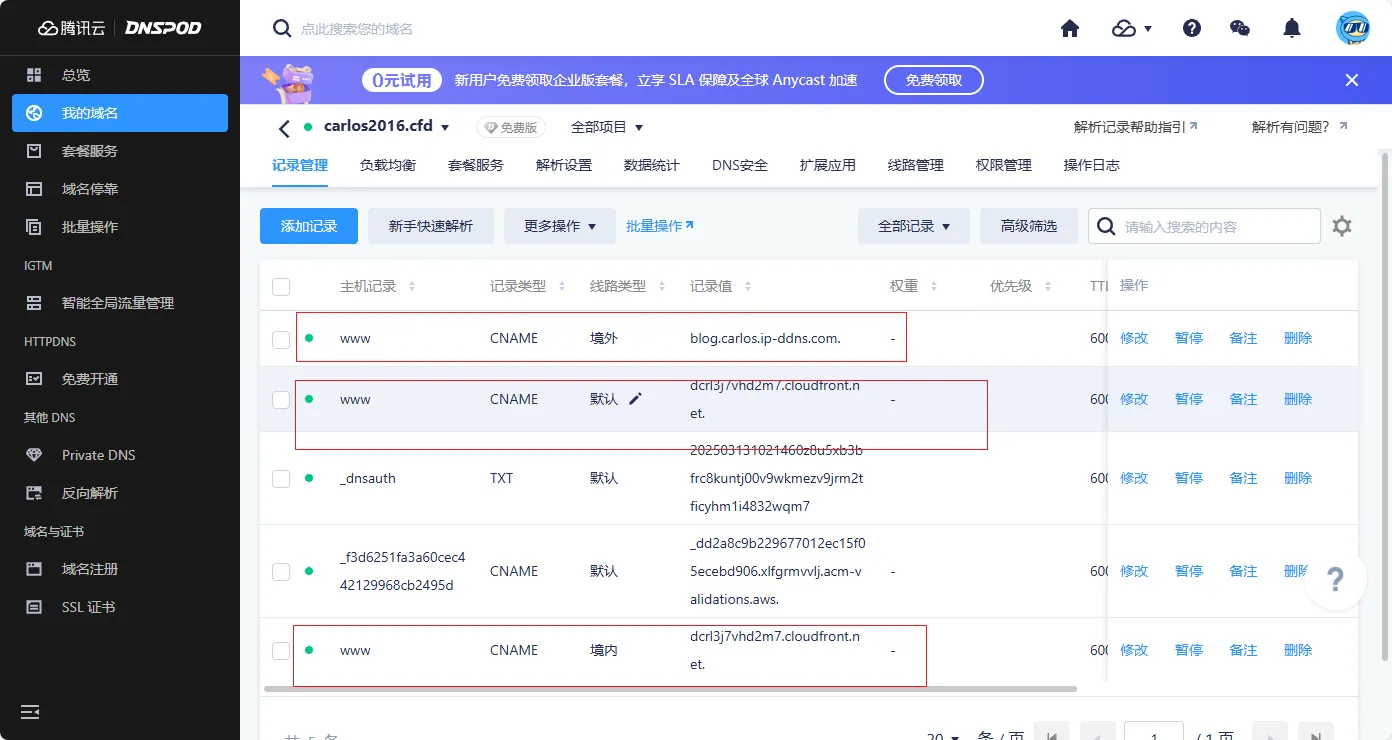 腾讯云 DNSPOD
总览
我的域名
套餐服务
域名停靠
批量操作
IGTM
智能全局流量管理
HTTPDNS
免费开通
其他 DNS
Private DNS
反向解析
域名与证书
域名注册
SSL 证书
点此搜索您的域名
0元试用 新用户免费领取企业版套餐，立享 SLA 保障及全球 Anycast 加速 免费领取
carlos2016.cfd 免费版 全部项目 解析记录帮助指引 解析有问题？
记录管理 负载均衡 套餐服务 解析设置 数据统计 DNS安全 扩展应用 线路管理 权限管理 操作日志
添加记录 新手快速解析 更多操作 批量操作 全部记录 高级筛选 请输入搜索的内容
主机记录 记录类型 线路类型 记录值 权重 优先级 TTL 操作
www CNAME 境外 blog.carlos.ip-ddns.com. - 600 修改 暂停 备注 删除
www CNAME 默认 dcrl3j7vhd2m7.cloudfront.n
et. - 600 修改 暂停 备注 删除
_dnsauth TXT 默认 202503131021460z8u5xb3b
frc8kuntj00v9wkmezv9jrm2t
ficyhm1i4832wqm7 600 修改 暂停 备注 删除
_f3d6251fa3a60cec4
42129968cb2495d CNAME 默认 _dd2a8c9b229677012ec15f0
5ecebd906.xlfgrmvvlj.acm-v
alidations.aws. - 600 修改 暂停 备注 删除
www CNAME 境内 dcrl3j7vhd2m7.cloudfront.n
et. - 600 修改 暂停 备注 删除
共 5 条 20 条 / 页 1 / 1 页